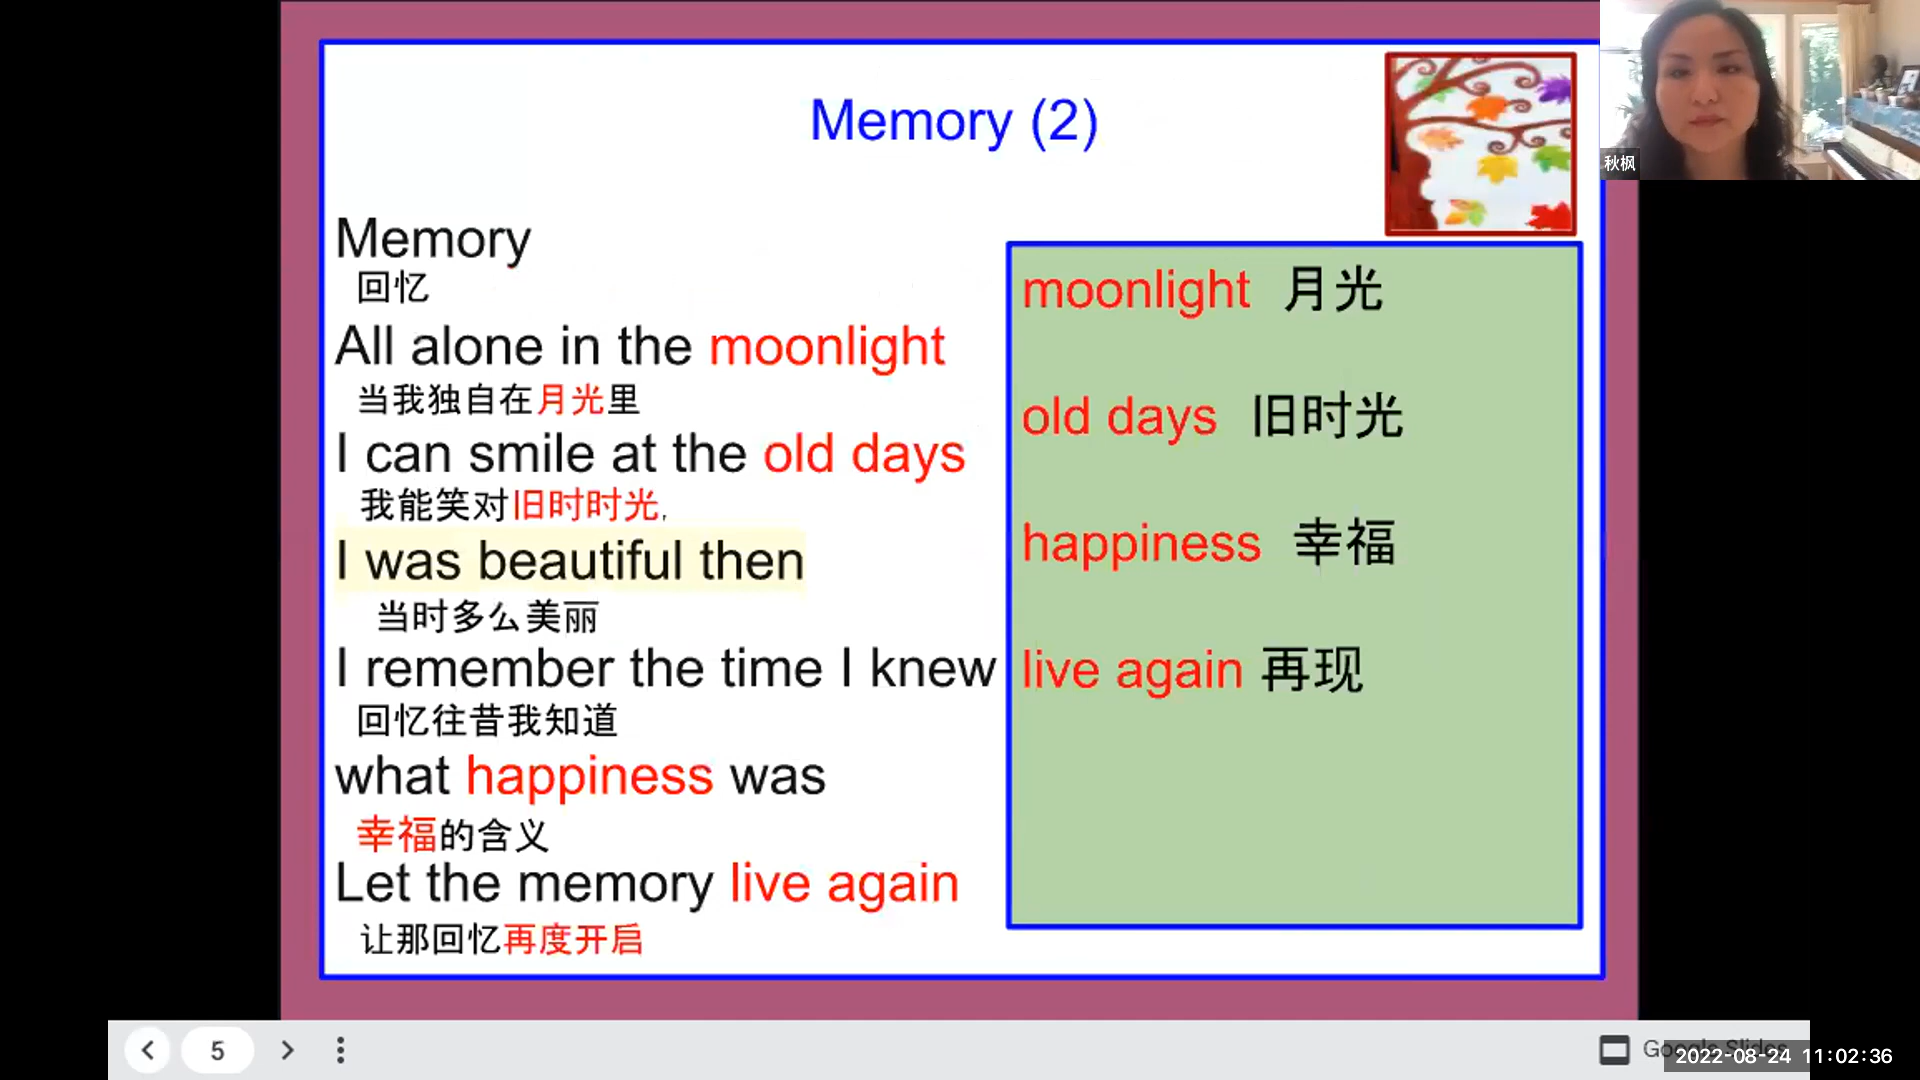 Memory (2)
Memory
回忆
All alone in the moonlight
当我独自在月光里
I can smile at the old days
我能笑对旧时时光,
I was beautiful then
当时多么美丽
I remember the time I knew
回忆往昔我知道
what happiness was
幸福的含义
Let the memory live again
让那回忆再度开启
moonlight 月光
old days 旧时光
happiness 幸福
live again 再现
秋枫
5
Google Slides
2022-08-24 11:02:36